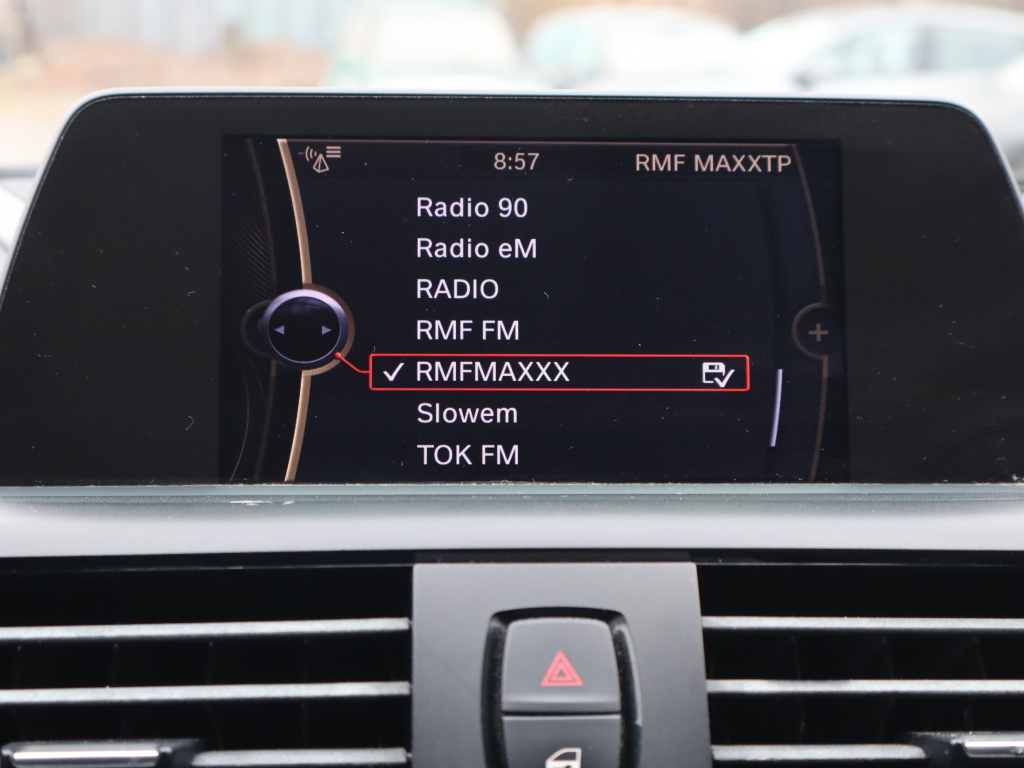 8:57 RMF MAXXTP
Radio 90
Radio eM
RADIO
RMF FM
RMFMAXXX
Slowem
TOK FM